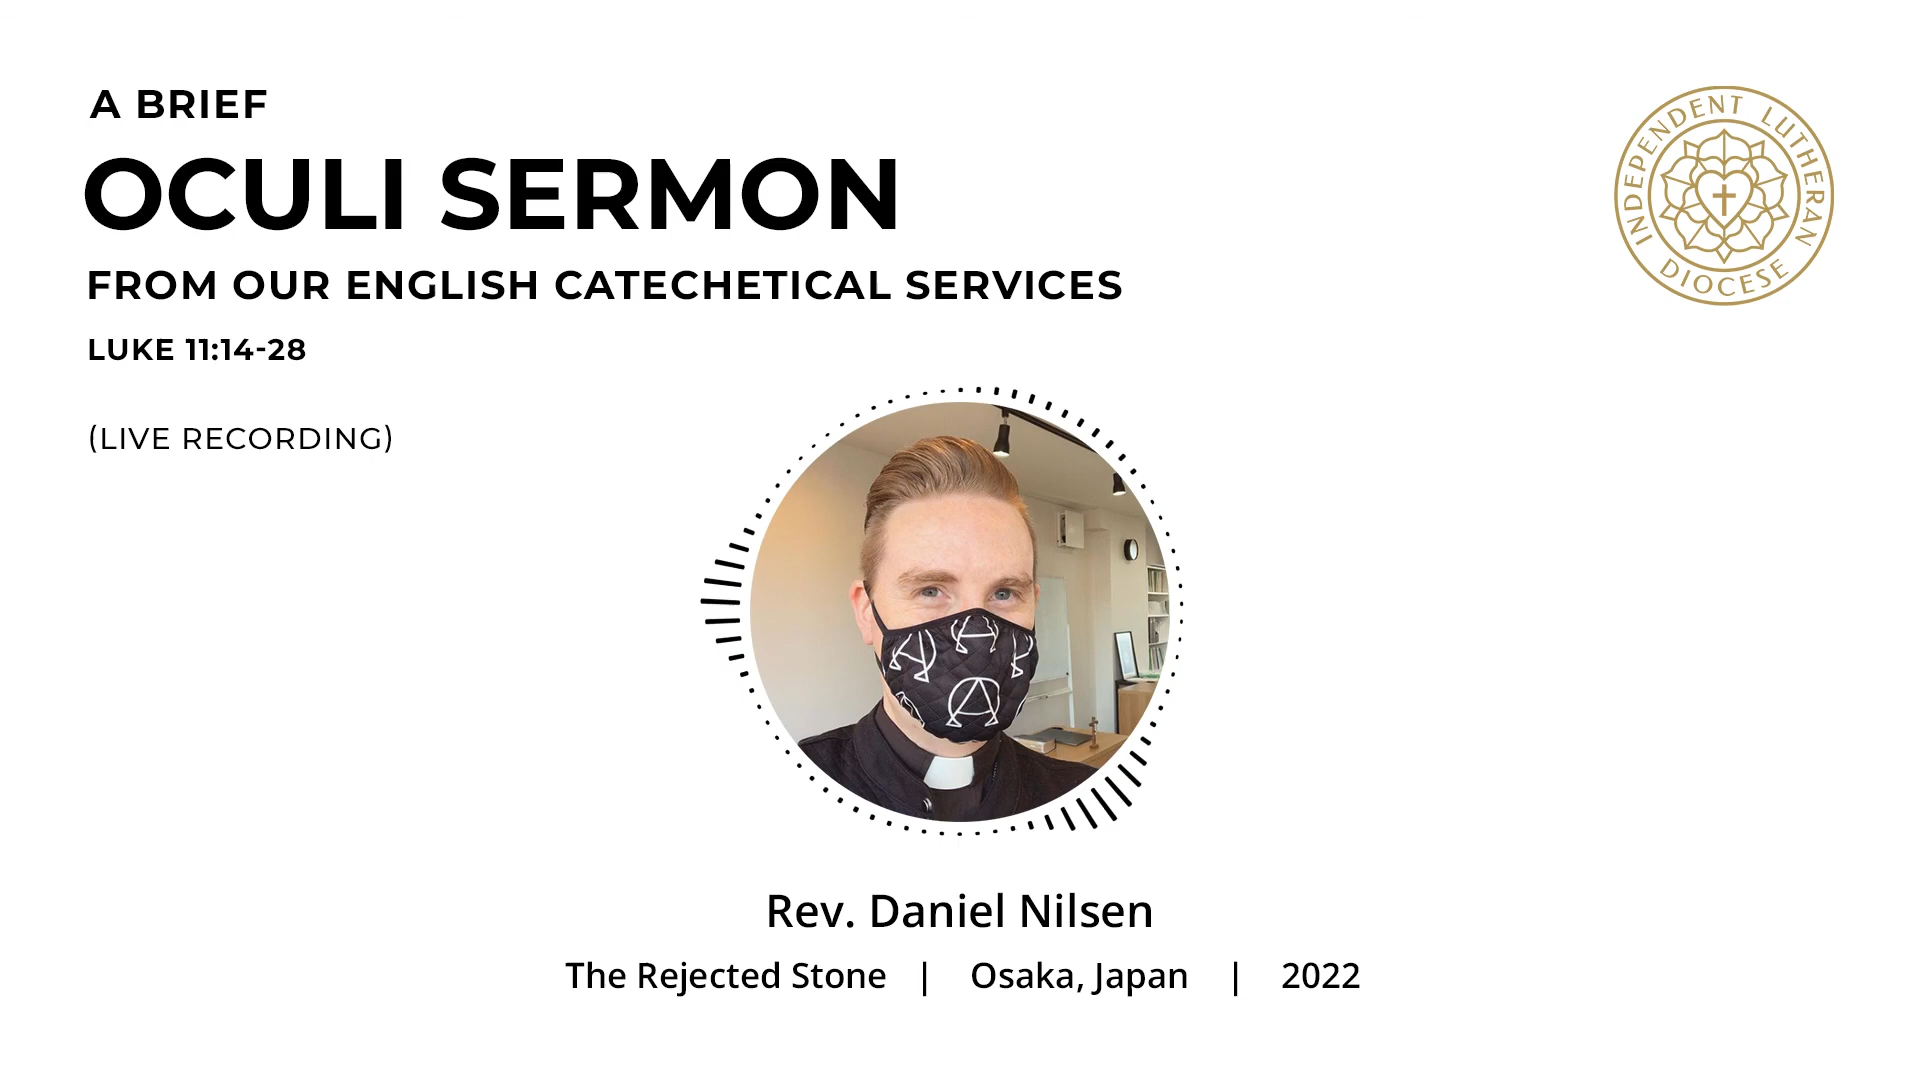 A BRIEF
OCULI SERMON
FROM OUR ENGLISH CATECHETICAL SERVICES
LUKE 11:14-28
(LIVE RECORDING)
INDEPENDENT LUTHERAN DIOCESE
Rev. Daniel Nilsen
The Rejected Stone | Osaka, Japan | 2022